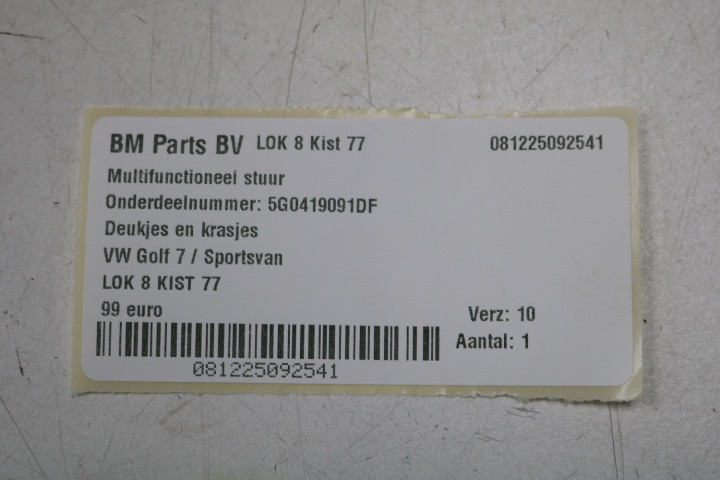 BM Parts BV LOK 8 Kist 77 081225092541
Multifunctioneel stuur
Onderdeelnummer: 5G0419091DF
Deukjes en krasjes
VW Golf 7 / Sportsvan
LOK 8 KIST 77
99 euro Verz: 10
Aantal: 1
081225092541